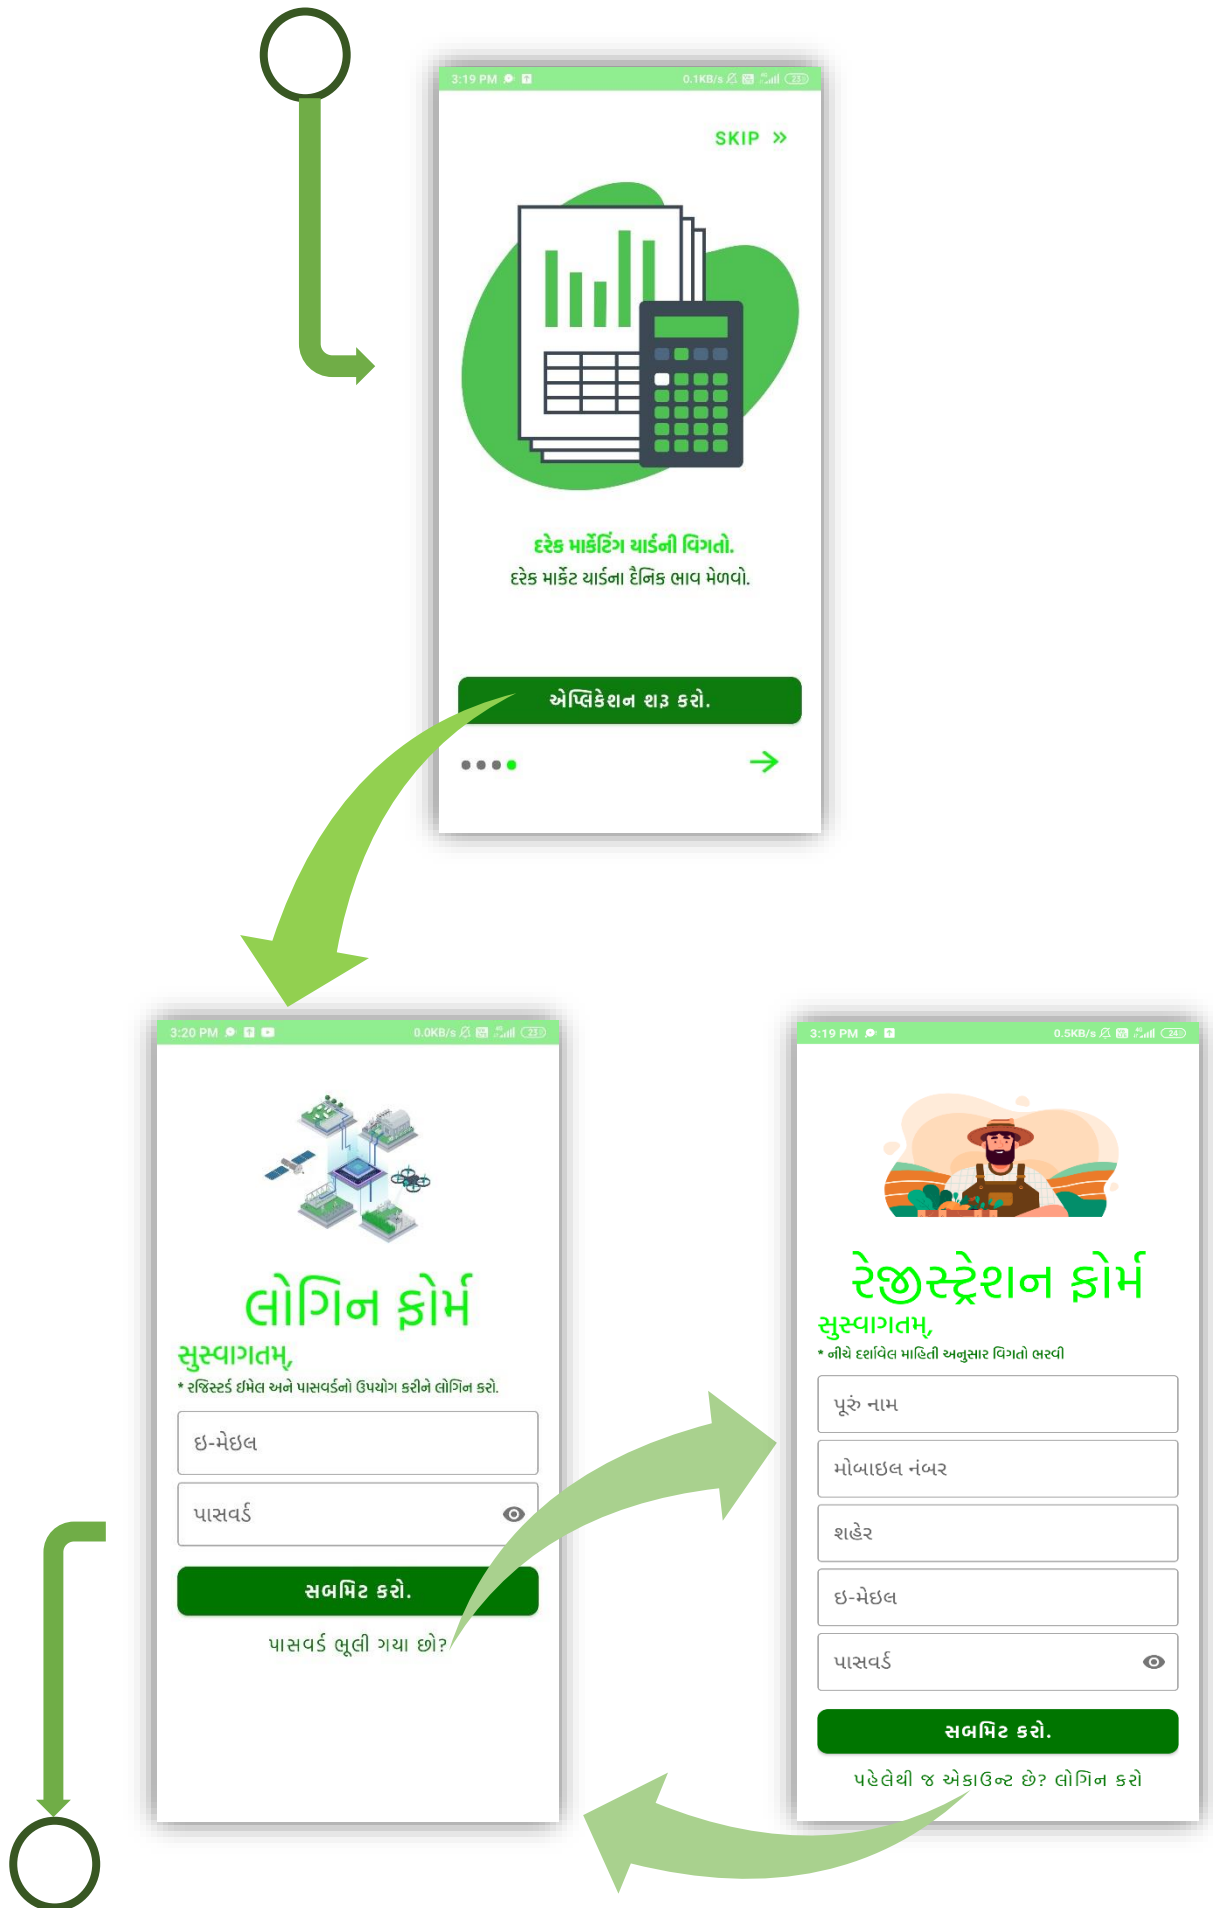 3:19 PM
0.1KB/s
23
SKIP »
દરેક માર્કેટિંગ યાર્ડની વિગતો.
દરેક માર્કેટ યાર્ડના દૈનિક ભાવ મેળવો.
એપ્લિકેશન શરૂ કરો.
3:20 PM
0.0KB/s
23
લોગિન ફોર્મ
સુસ્વાગતમ્,
* રજિસ્ટર્ડ ઈમેલ અને પાસવર્ડનો ઉપયોગ કરીને લોગિન કરો.
ઇ-મેઇલ
પાસવર્ડ
સબમિટ કરો.
પાસવર્ડ ભૂલી ગયા છો?
3:19 PM
0.5KB/s
24
રેજીસ્ટ્રેશન ફોર્મ
સુસ્વાગતમ્,
* નીચે દર્શાવેલ માહિતી અનુસાર વિગતો ભરવી
પૂરું નામ
મોબાઇલ નંબર
શહેર
ઇ-મેઇલ
પાસવર્ડ
સબમિટ કરો.
પહેલેથી જ એકાઉન્ટ છે? લોગિન કરો